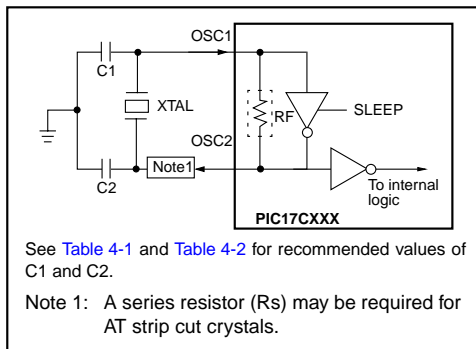 OSC1
C1
XTAL
RF
SLEEP
OSC2
Note1
C2
To internal
logic
PIC17CXXX
See Table 4-1 and Table 4-2 for recommended values of
C1 and C2.
Note 1: A series resistor (Rs) may be required for
AT strip cut crystals.